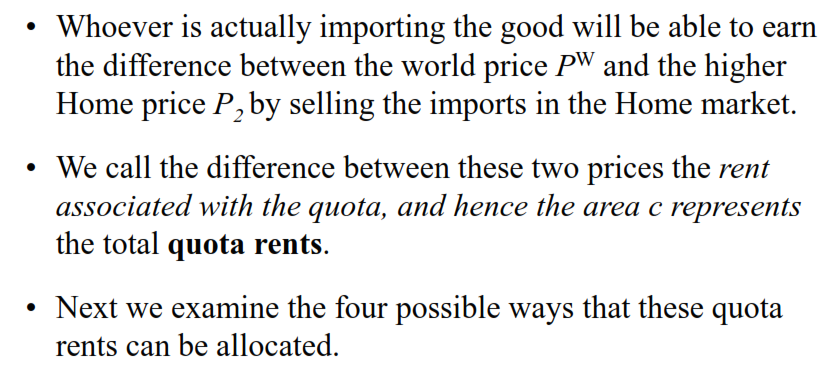 • Whoever is actually importing the good will be able to earn
the difference between the world price Pᵂ and the higher
Home price P₂ by selling the imports in the Home market.
• We call the difference between these two prices the rent
associated with the quota, and hence the area c represents
the total quota rents.
• Next we examine the four possible ways that these quota
rents can be allocated.